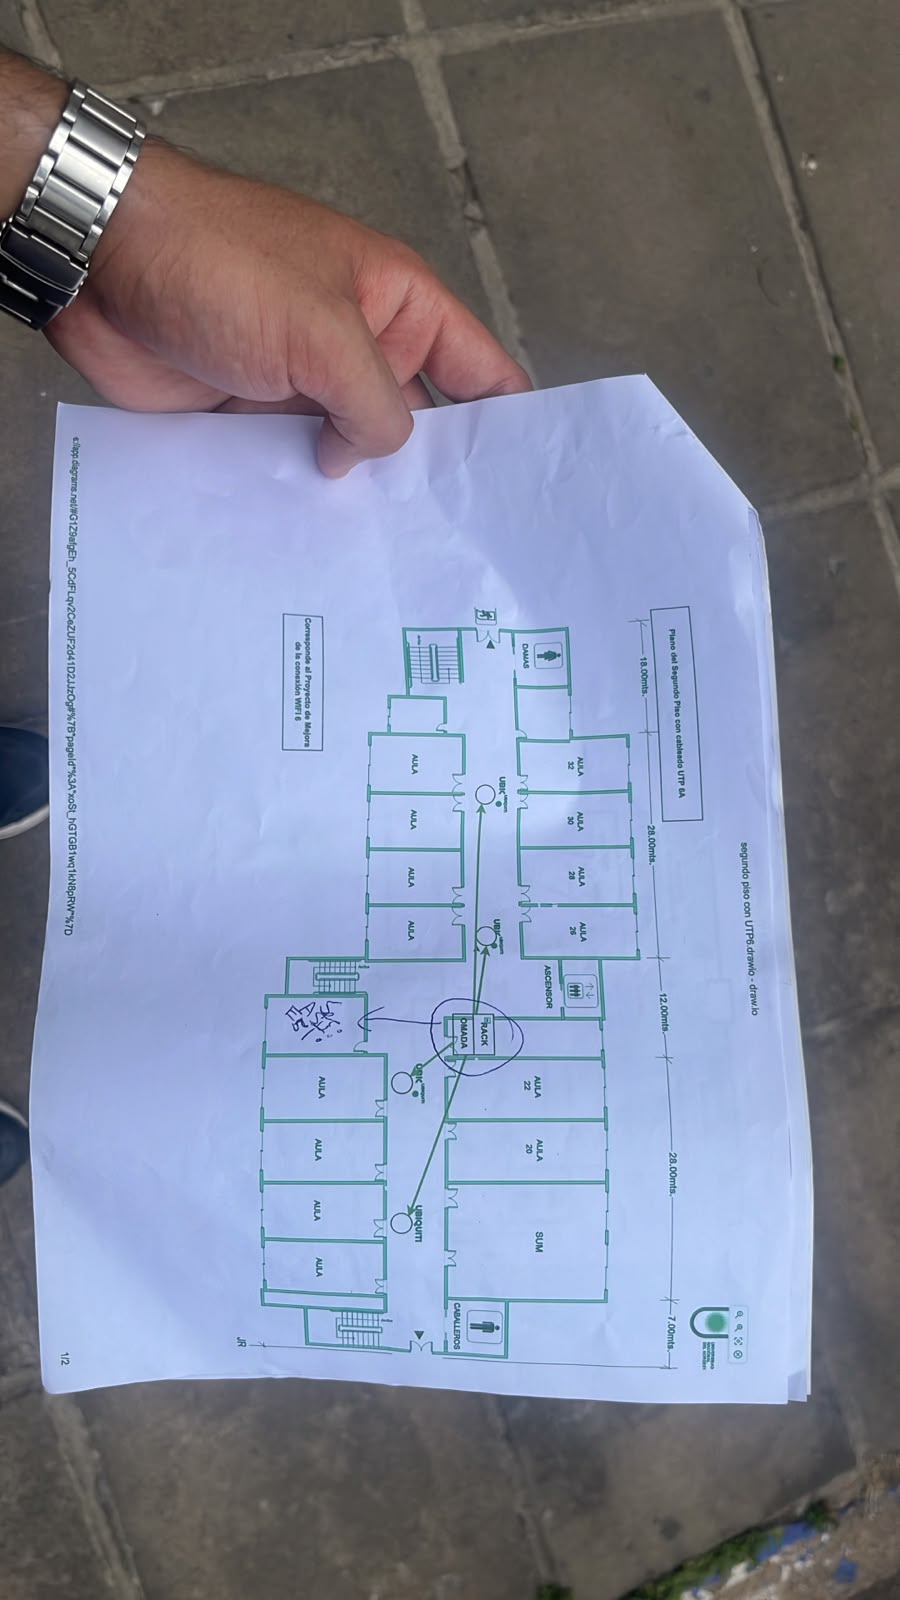 segundo piso con UTP6.drawio - draw.io
Plano del Segundo Piso con cableado UTP 6A
18.00mts.
28.00mts.
12.00mts.
28.00mts.
7.00mts.
DAMAS
AULA
32
AULA
30
AULA
28
AULA
26
ASCENSOR
AULA
22
AULA
20
SUM
CABALLEROS
UBIK
UBIK
RACK
OMADA
UBIK
UBIQUITI
AULA
AULA
AULA
AULA
AULA
AULA
AULA
AULA
Corresponde al Proyecto de Mejora
de la conexión WIFI 6
JR
1/2